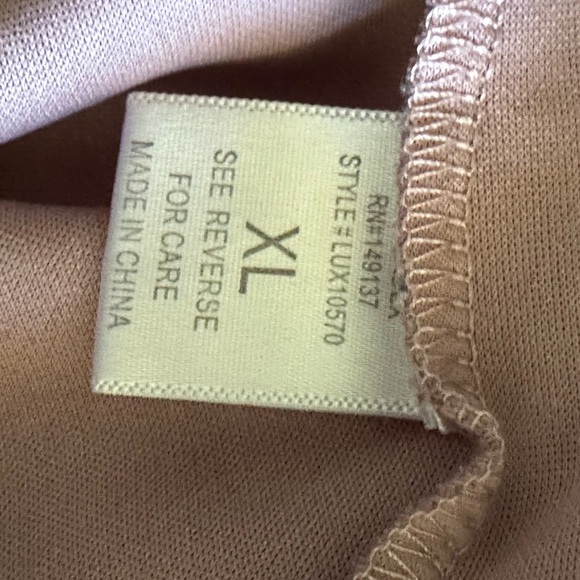 RN#149137
STYLE# LUX10570
XL
SEE REVERSE
FOR CARE
MADE IN CHINA